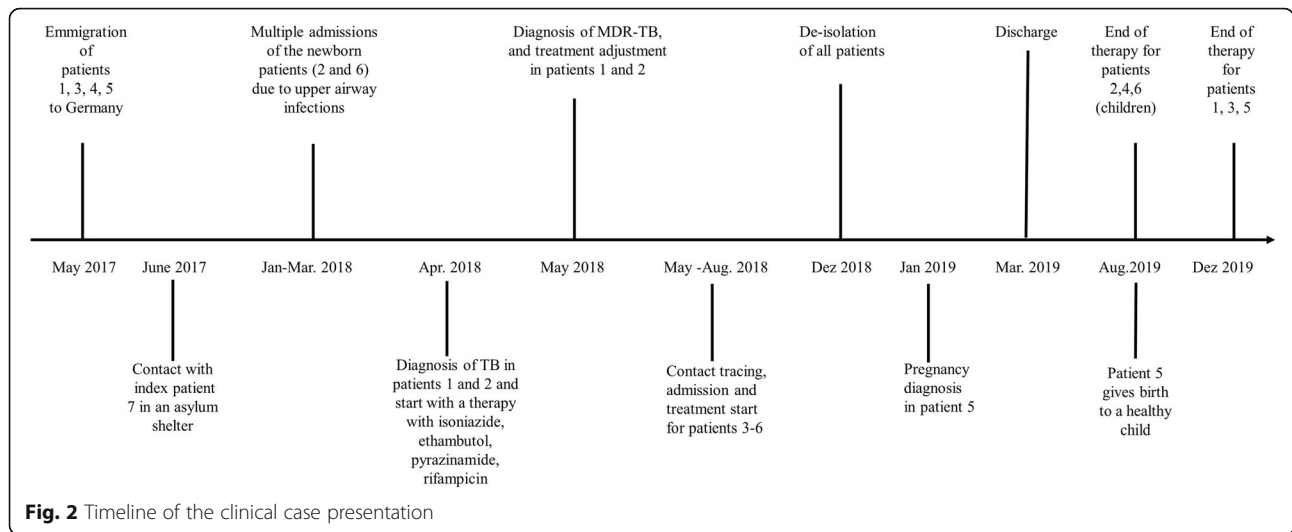 Emmigration
of
patients
1, 3, 4, 5
to Germany
Multiple admissions
of the newborn
patients (2 and 6)
due to upper airway
infections
Diagnosis of MDR-TB,
and treatment adjustment
in patients 1 and 2
De-isolation
of all patients
Discharge
End of
therapy for
patients
2,4,6
(children)
End of
therapy
for
patients
1, 3, 5
May 2017
June 2017
Jan-Mar. 2018
Apr. 2018
May 2018
May -Aug. 2018
Dez 2018
Jan 2019
Mar. 2019
Aug.2019
Dez 2019
Contact with
index patient
7 in an asylum
shelter
Diagnosis of TB in
patients 1 and 2 and
start with a therapy
with isoniazide,
ethambutol,
pyrazinamide,
rifampicin
Contact tracing,
admission and
treatment start
for patients 3-6
Pregnancy
diagnosis
in patient 5
Patient 5
gives birth
to a healthy
child
Fig. 2 Timeline of the clinical case presentation